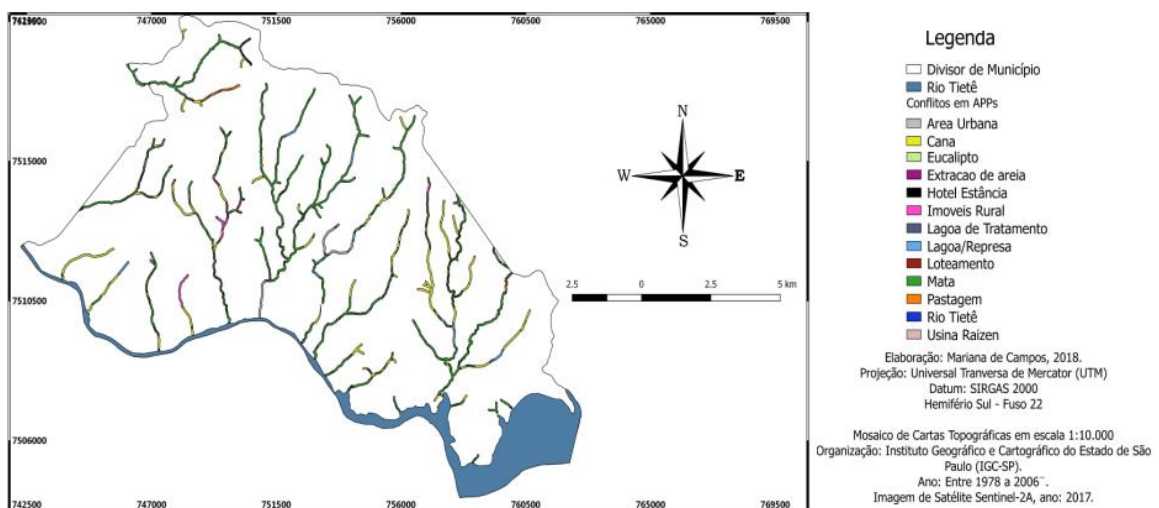 742500 747000 751500 756000 760505 765000 769505
7515000
7510500
7506000
742500 747000 751500 756000 760505 765000 769505
N
W E
S
2.5 0 2.5 5 km
Legenda
Divisor de Município
Rio Tietê
Conflitos em APPs
Area Urbana
Cana
Eucalipto
Extracao de areia
Hotel Estância
Imoveis Rural
Lagoa de Tratamento
Lagoa/Represa
Loteamento
Mata
Pastagem
Rio Tietê
Usina Raizen
Elaboração: Mariana de Campos, 2018.
Projeção: Universal Tranversa de Mercator (UTM)
Datum: SIRGAS 2000
Hemifério Sul - Fuso 22
Mosaico de Cartas Topográficas em escala 1:10.000
Organização: Instituto Geográfico e Cartográfico do Estado de São
Paulo (IGC-SP).
Ano: Entre 1978 a 2006¨.
Imagem de Satélite Sentinel-2A, ano: 2017.